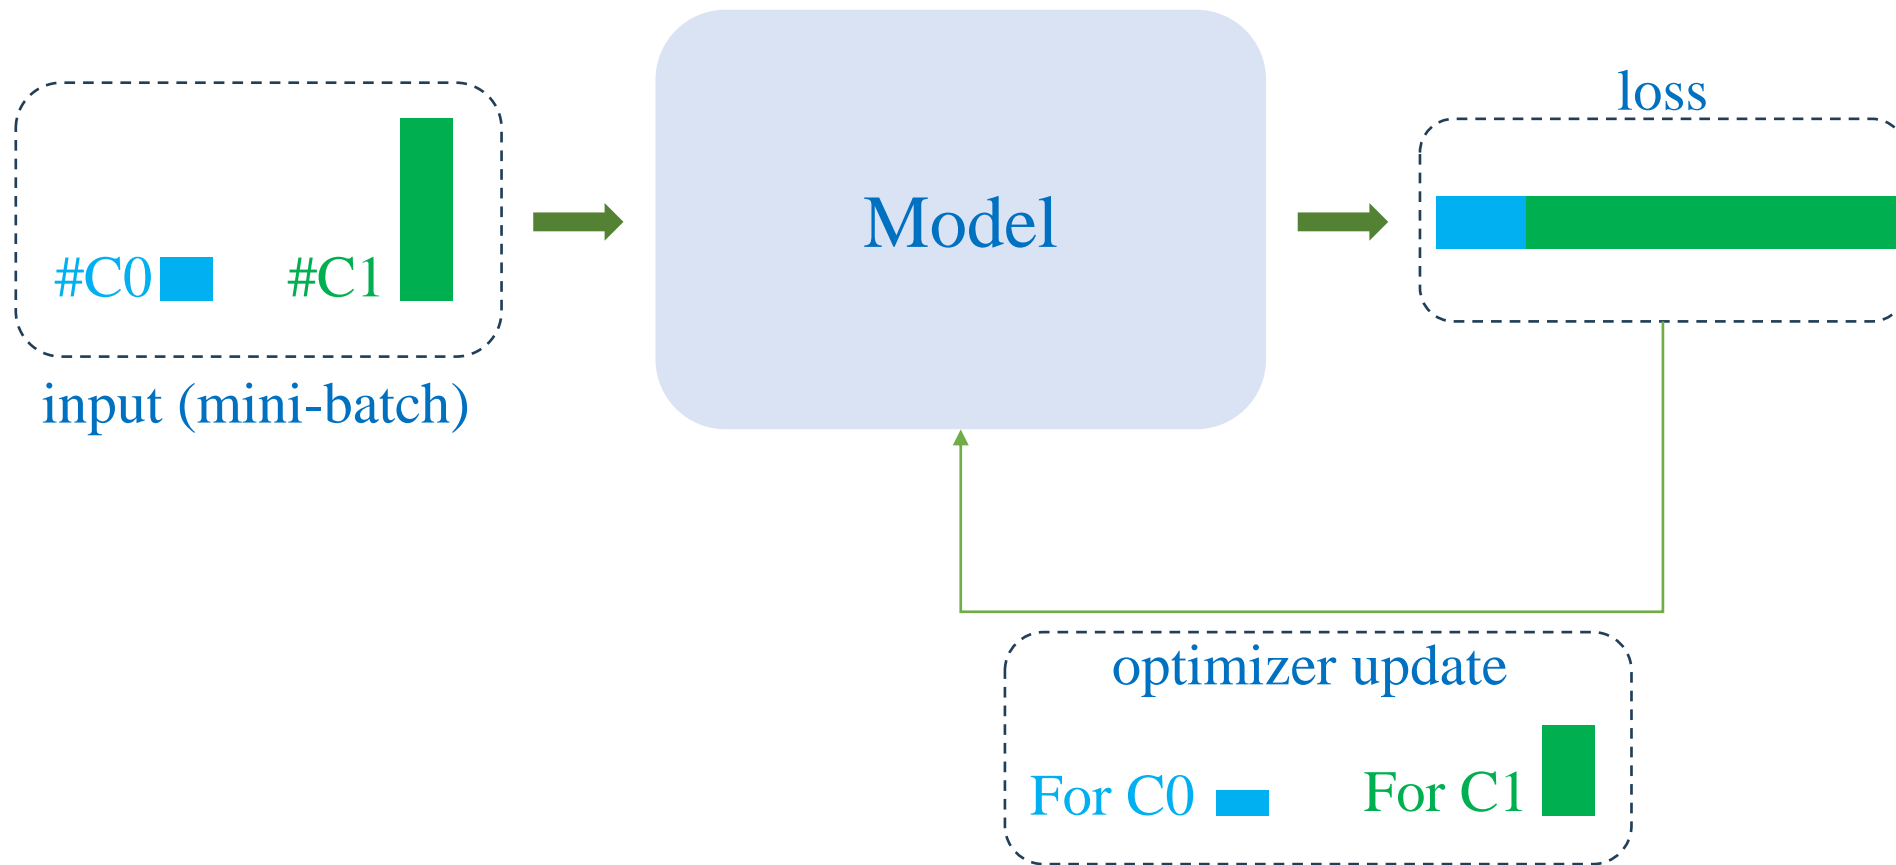 loss
Model
#C0
#C1
input (mini-batch)
optimizer update
For C0
For C1